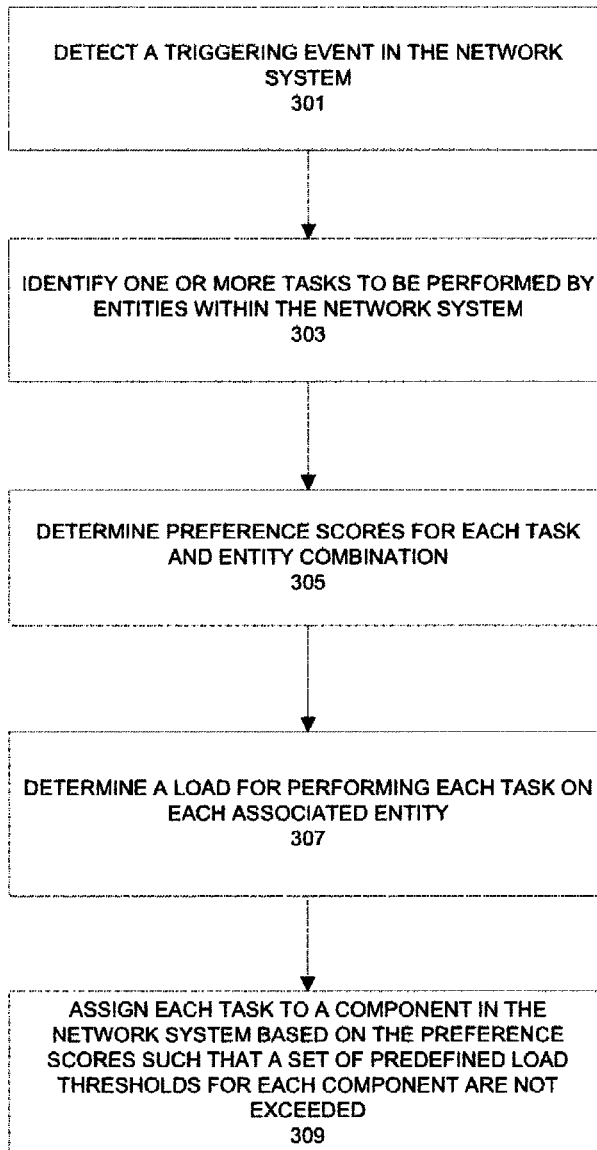 DETECT A TRIGGERING EVENT IN THE NETWORK
SYSTEM
301
IDENTIFY ONE OR MORE TASKS TO BE PERFORMED BY
ENTITIES WITHIN THE NETWORK SYSTEM
303
DETERMINE PREFERENCE SCORES FOR EACH TASK
AND ENTITY COMBINATION
305
DETERMINE A LOAD FOR PERFORMING EACH TASK ON
EACH ASSOCIATED ENTITY
307
ASSIGN EACH TASK TO A COMPONENT IN THE
NETWORK SYSTEM BASED ON THE PREFERENCE
SCORES SUCH THAT A SET OF PREDEFINED LOAD
THRESHOLDS FOR EACH COMPONENT ARE NOT
EXCEEDED
309